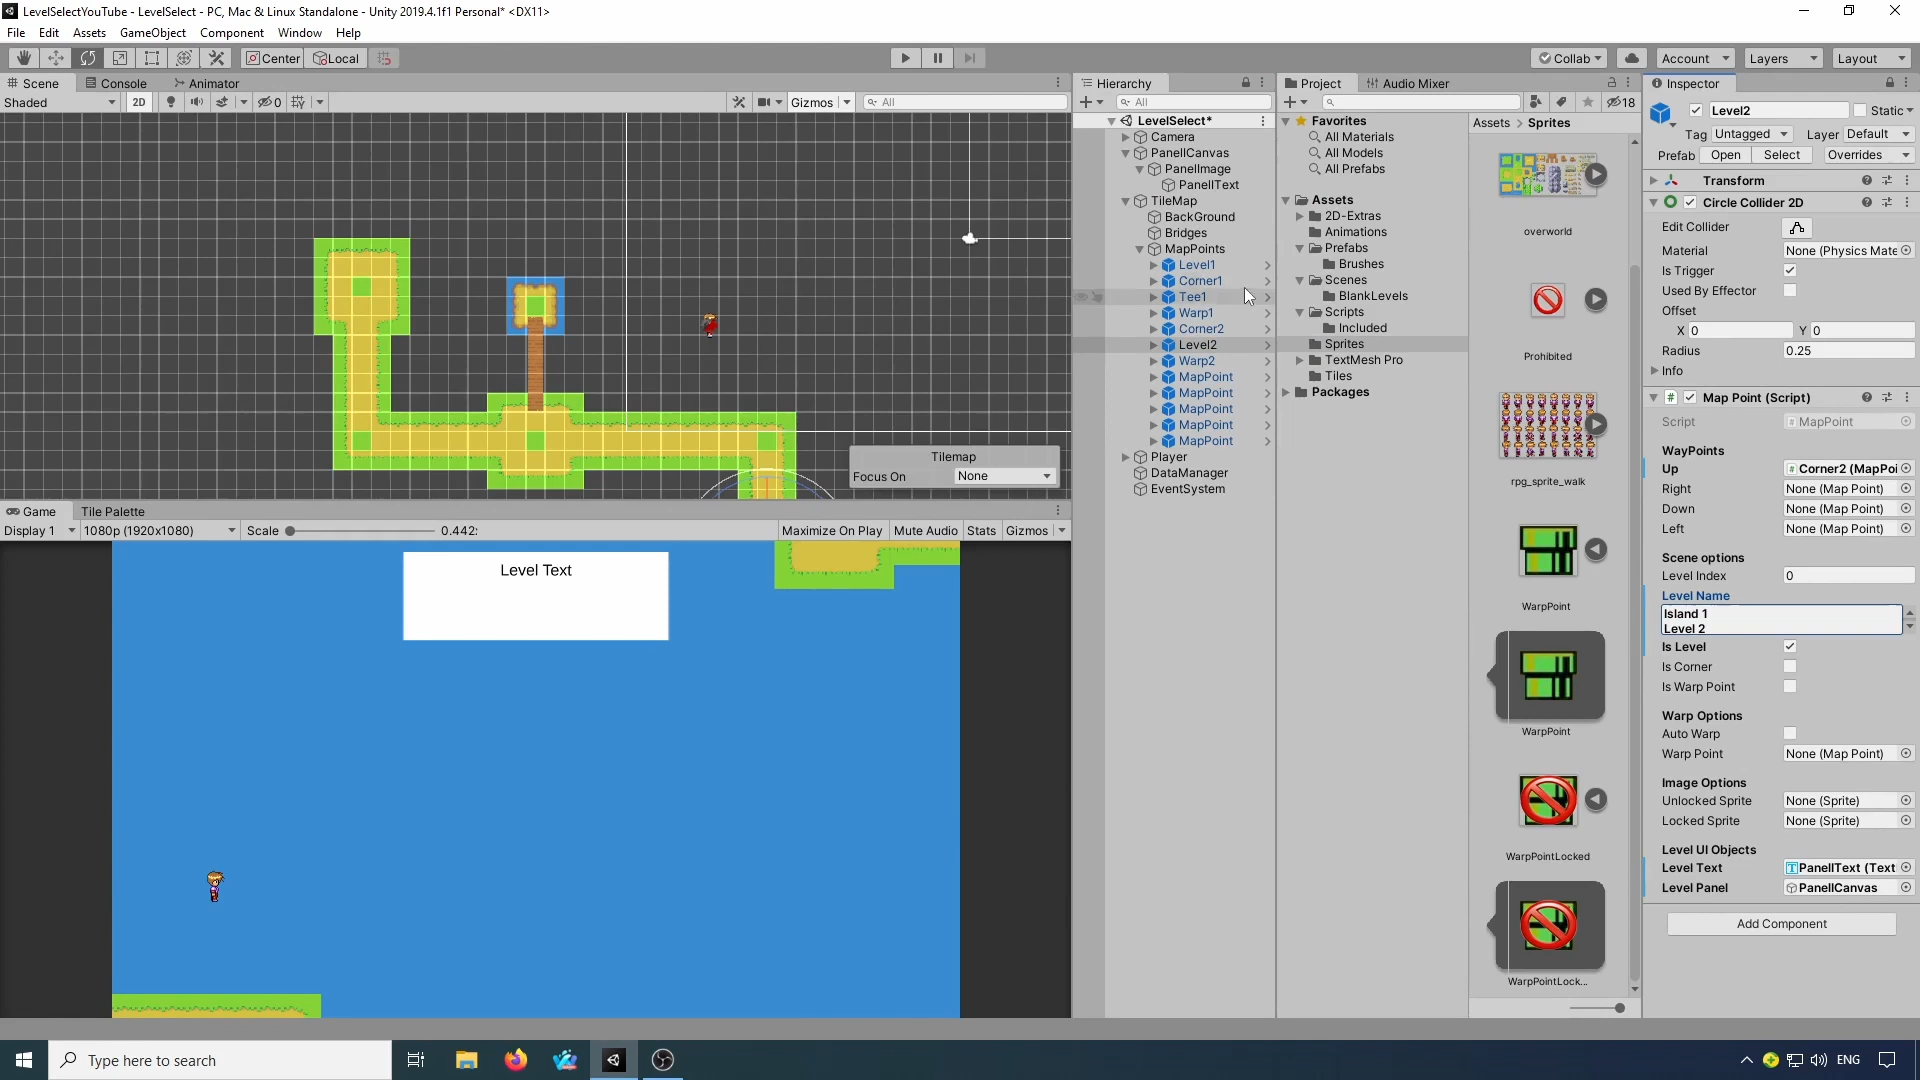 LevelSelectYouTube - LevelSelect - PC, Mac & Linux Standalone - Unity 2019.4.1f1 Personal* <DX11>
File Edit Assets GameObject Component Window Help
Center Local Collab Account Layers Layout
Scene Console Animator
Shaded 2D 0 Gizmos All
Tilemap
Focus On None
Game Tile Palette
Display 1 1080p (1920x1080) Scale 0.442: Maximize On Play Mute Audio Stats Gizmos
Level Text
Hierarchy
All
LevelSelect*
Camera
PanellCanvas
PanelImage
PanellText
TileMap
BackGround
Bridges
MapPoints
Level1
Corner1
Tee1
Warp1
Corner2
Level2
Warp2
MapPoint
MapPoint
MapPoint
MapPoint
MapPoint
Player
DataManager
EventSystem
Project Audio Mixer
18
Favorites
All Materials
All Models
All Prefabs
Assets
2D-Extras
Animations
Prefabs
Brushes
Scenes
BlankLevels
Scripts
Included
Sprites
TextMesh Pro
Tiles
Packages
Assets > Sprites
overworld
Prohibited
rpg_sprite_walk
WarpPoint
WarpPoint
WarpPointLocked
WarpPointLock...
Inspector
Level2 Static
Tag Untagged Layer Default
Prefab Open Select Overrides
Transform
Circle Collider 2D
Edit Collider
Material None (Physics Mate
Is Trigger
Used By Effector
Offset
X 0 Y 0
Radius 0.25
Info
Map Point (Script)
Script MapPoint
WayPoints
Up Corner2 (MapPoi
Right None (Map Point)
Down None (Map Point)
Left None (Map Point)
Scene options
Level Index 0
Level Name
Island 1
Level 2
Is Level
Is Corner
Is Warp Point
Warp Options
Auto Warp
Warp Point None (Map Point)
Image Options
Unlocked Sprite None (Sprite)
Locked Sprite None (Sprite)
Level UI Objects
Level Text PanellText (Text
Level Panel PanellCanvas
Add Component
Type here to search
ENG